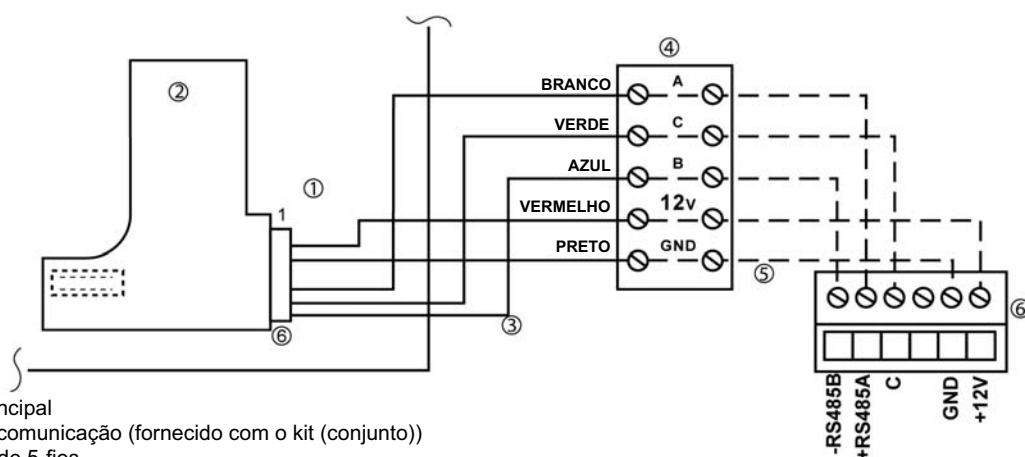 ④
②
BRANCO A
VERDE C
AZUL B
①
VERMELHO 12V
1
PRETO GND
⑤
⑥
③
⑥
-RS485B
+RS485A
C
GND
+12V
ncipal
comunicação (fornecido com o kit (conjunto))
de 5 fios